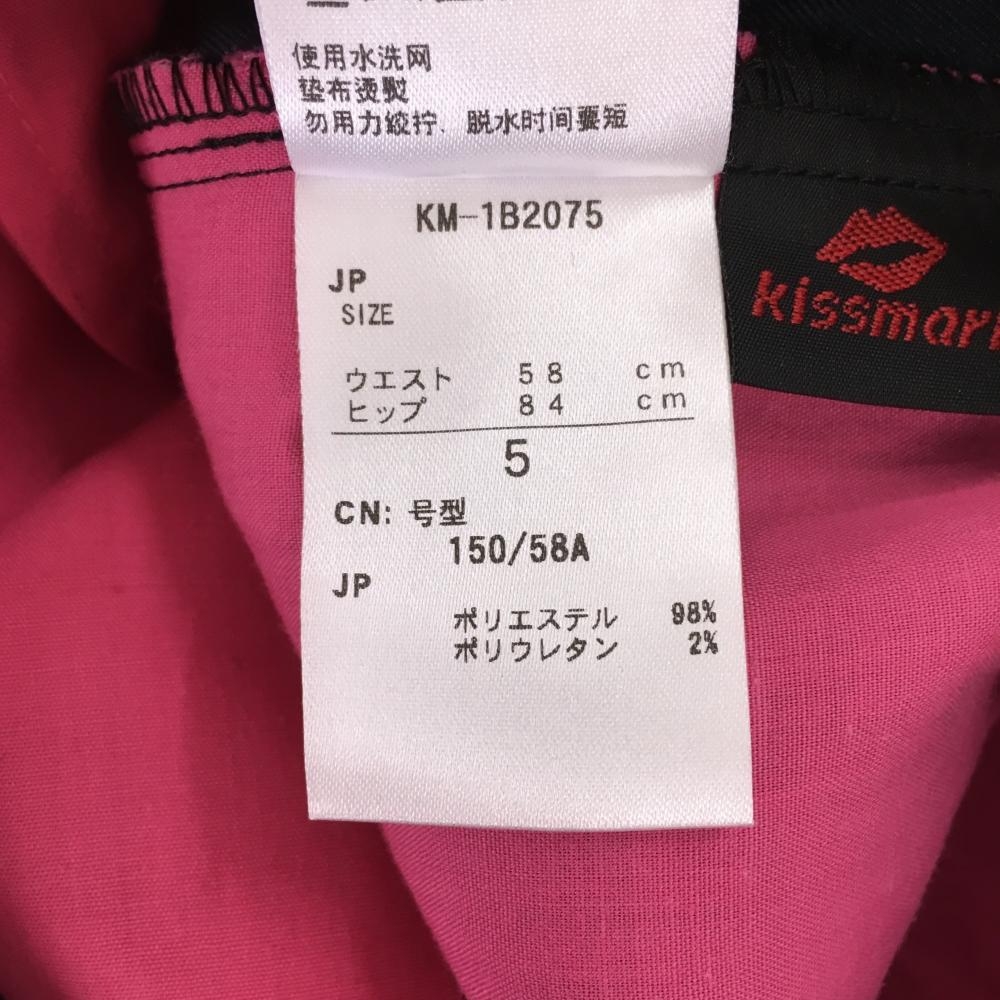 使用水洗网
垫布烫熨
勿用力绞拧. 脱水时间要短
KM-1B2075
JP
SIZE
ウエスト 58 cm
ヒップ 84 cm
5
CN: 号型
150/58A
JP
ポリエステル 98%
ポリウレタン 2%
kissmar